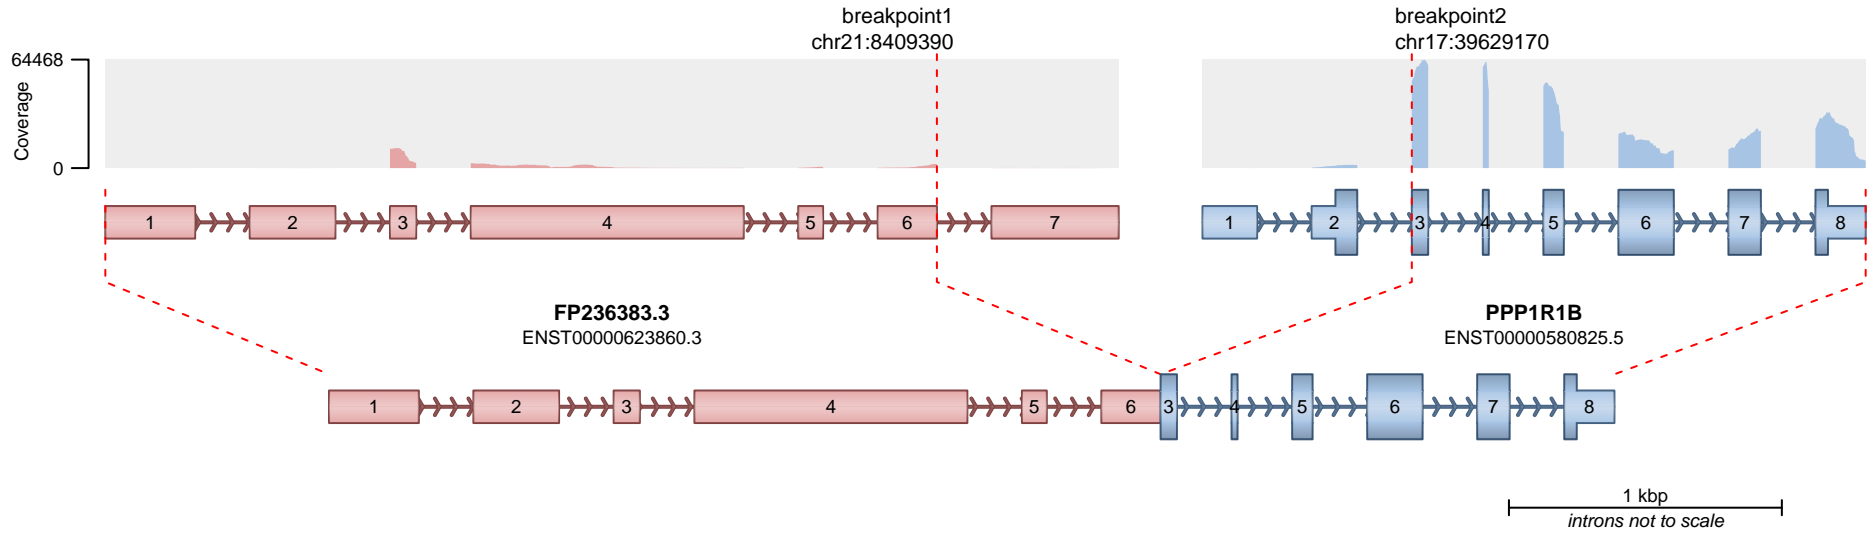 breakpoint1
chr21:8409390
breakpoint2
chr17:39629170
64468
0
Coverage
1 2 3 4 5 6 7
1 2 3 4 5 6 7 8
FP236383.3
ENST00000623860.3
PPP1R1B
ENST00000580825.5
1 2 3 4 5 6 3 4 5 6 7 8
1 kbp
introns not to scale